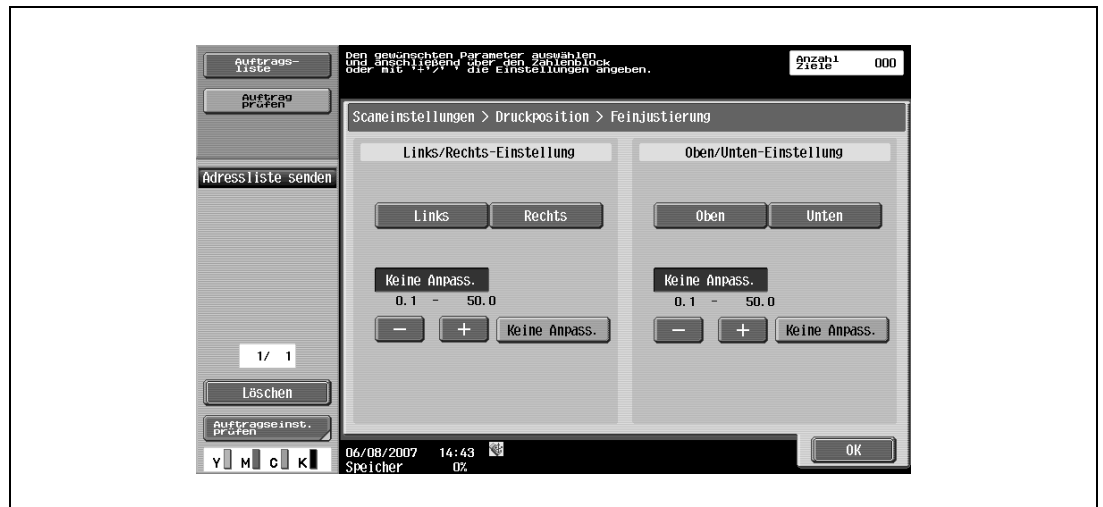 Auftrags-
liste
Auftrag
prüfen
Adressliste senden
1/ 1
Löschen
Auftragseinst.
prüfen
Y M C K
Den gewünschten Parameter auswählen
und anschließend über den Zahlenblock
oder mit '+'/' ' die Einstellungen angeben.
Anzahl
Ziele 000
Scaneinstellungen > Druckposition > Feinjustierung
Links/Rechts-Einstellung
Links Rechts
Keine Anpass.
0.1 - 50.0
− + Keine Anpass.
Oben/Unten-Einstellung
Oben Unten
Keine Anpass.
0.1 - 50.0
− + Keine Anpass.
06/08/2007 14:43
Speicher 0%
OK